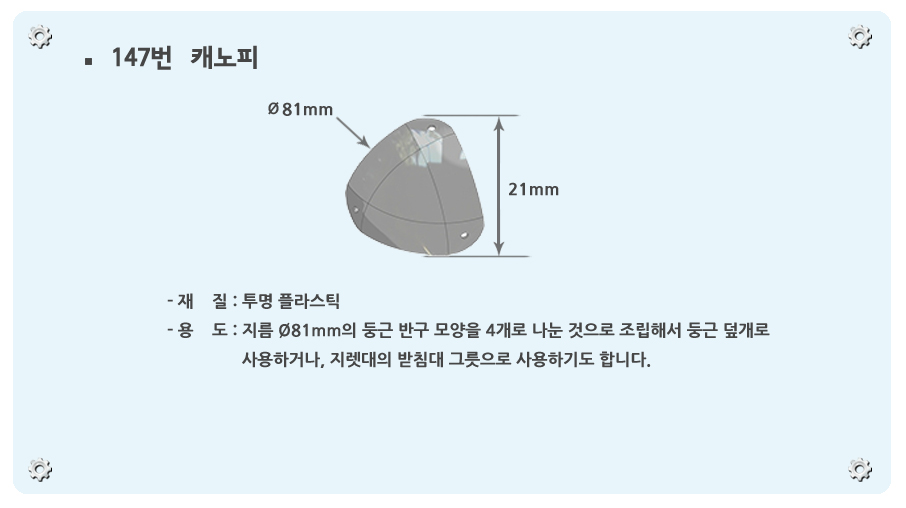 ▪ 147번 캐노피
Ø81mm
21mm
- 재 질 : 투명 플라스틱
- 용 도 : 지름 Ø81mm의 둥근 반구 모양을 4개로 나눈 것으로 조립해서 둥근 덮개로
사용하거나, 지렛대의 받침대 그릇으로 사용하기도 합니다.